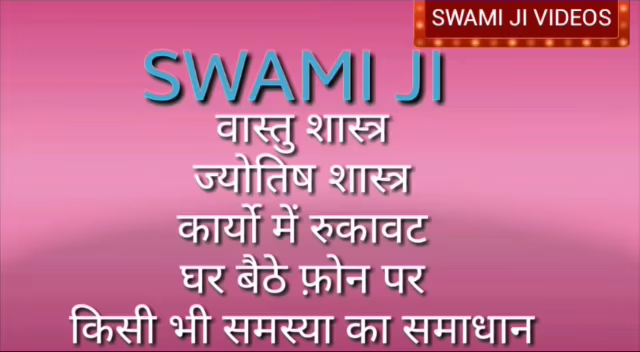 SWAMI JI VIDEOS
SWAMI JI
वास्तु शास्त्र
ज्योतिष शास्त्र
कार्यो में रुकावट
घर बैठे फ़ोन पर
किसी भी समस्या का समाधान